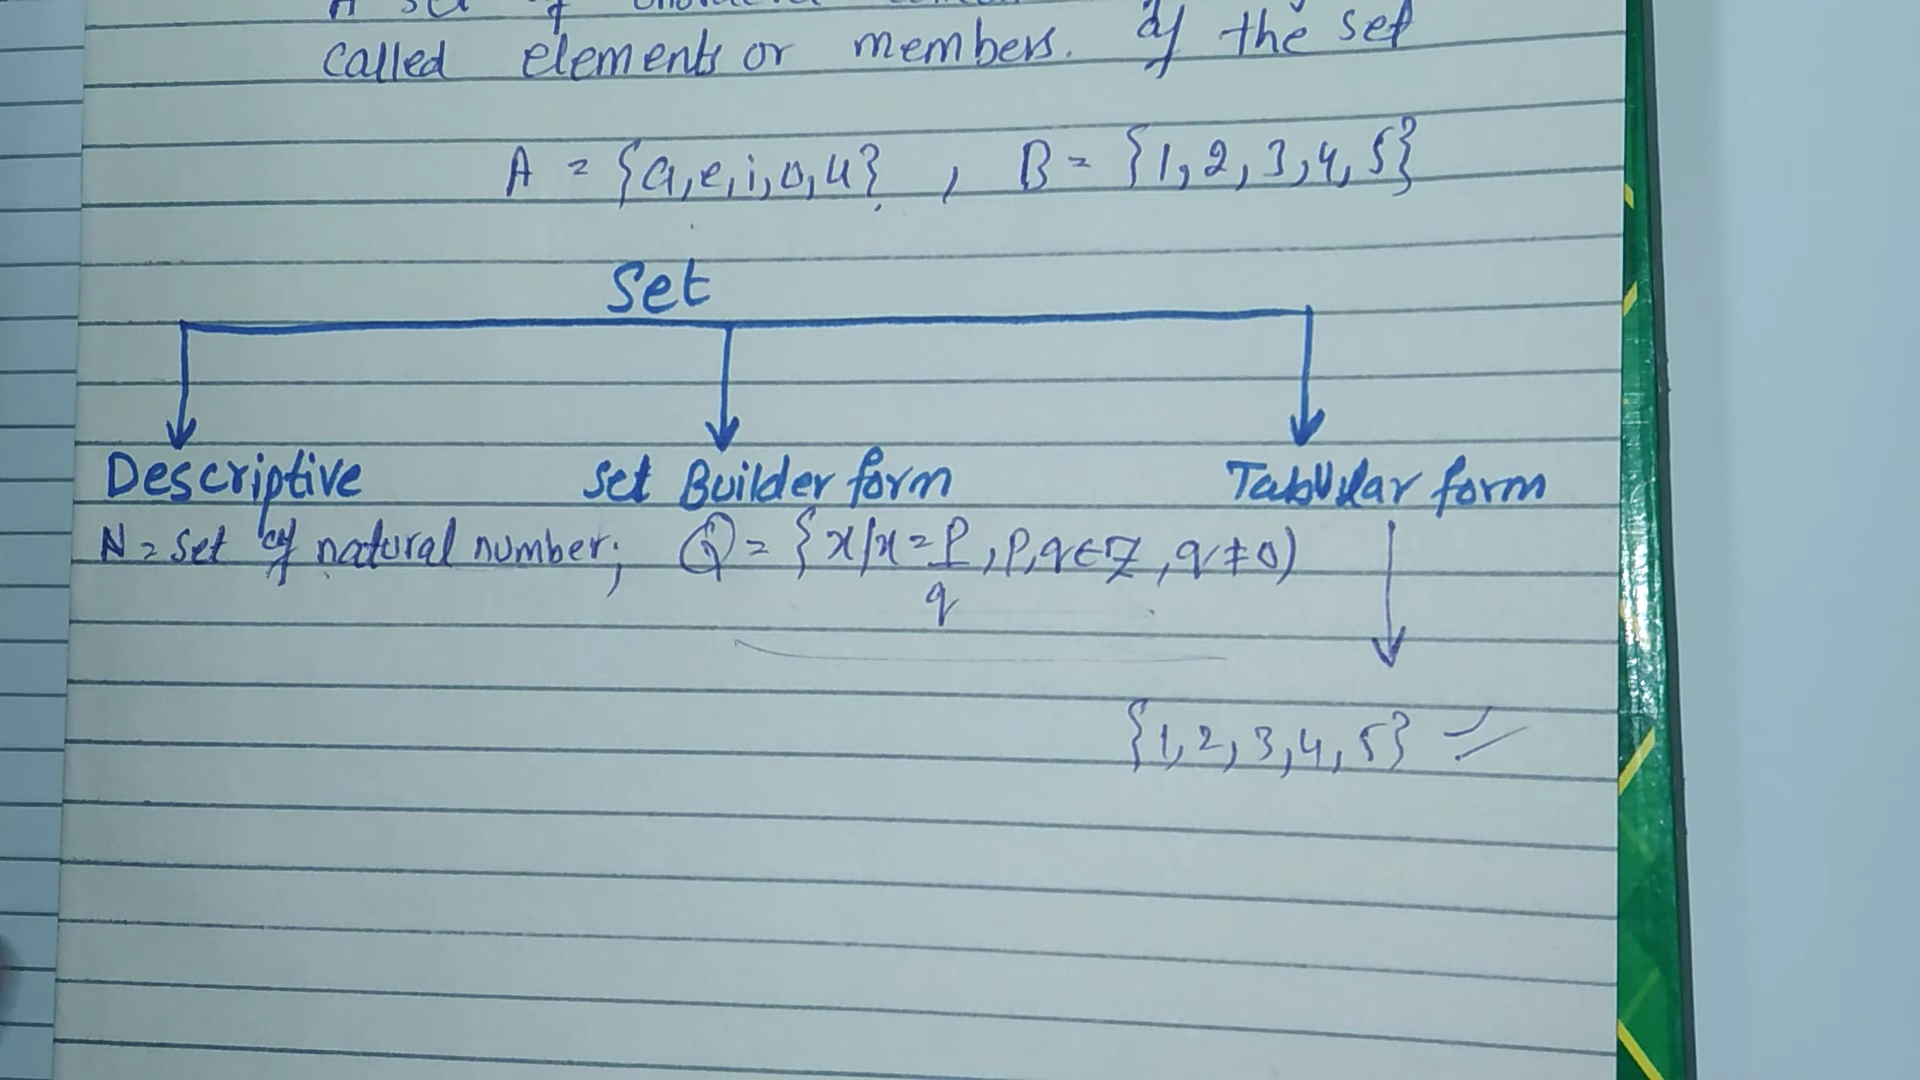 called elements or members. of the set
A = {a,e,i,o,u} , B = {1,2,3,4,5}
Set
Descriptive Set Builder form Tabular form
N = set of natural number; Q = {x/x = p/q, p,q ∈ Z, q ≠ 0)
{1,2,3,4,5}